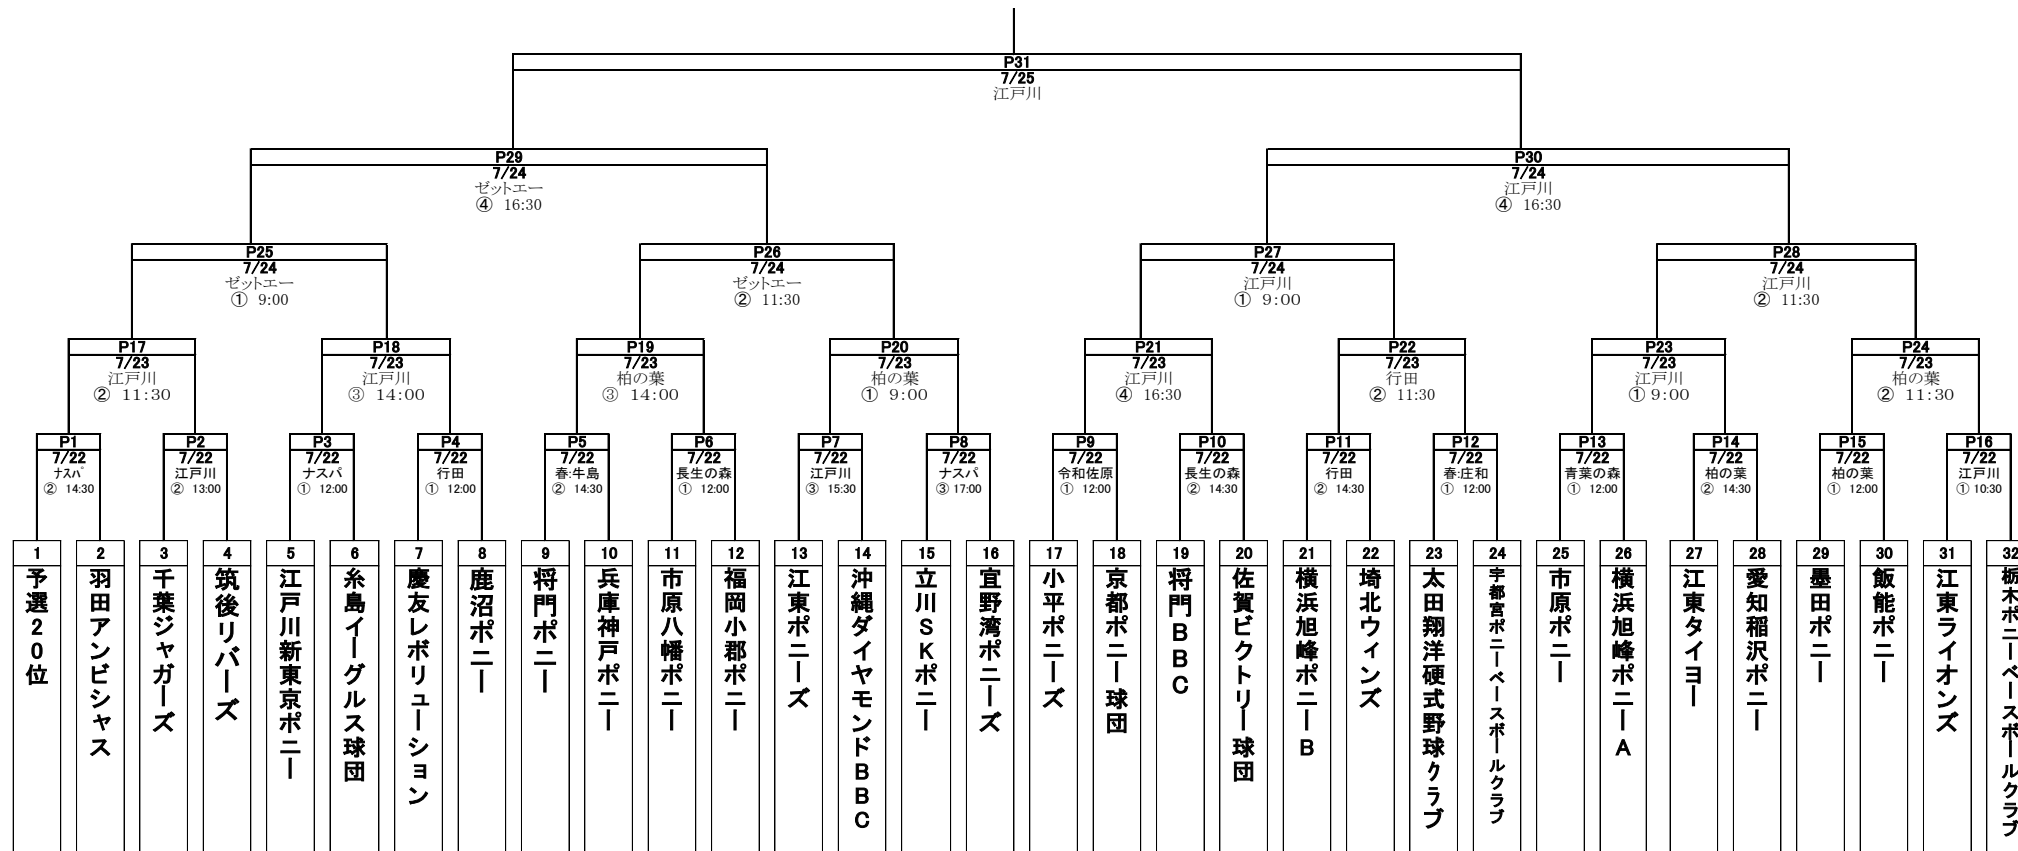 P31
7/25
江戸川
P29
7/24
ゼットエー
④ 16:30
P30
7/24
江戸川
④ 16:30
P25
7/24
ゼットエー
① 9:00
P26
7/24
ゼットエー
② 11:30
P27
7/24
江戸川
① 9:00
P28
7/24
江戸川
② 11:30
P17
7/23
江戸川
② 11:30
P18
7/23
江戸川
③ 14:00
P19
7/23
柏の葉
③ 14:00
P20
7/23
柏の葉
① 9:00
P21
7/23
江戸川
④ 16:30
P22
7/23
行田
② 11:30
P23
7/23
江戸川
① 9:00
P24
7/23
柏の葉
② 11:30
P1
7/22
ナスパ
② 14:30
P2
7/22
江戸川
② 13:00
P3
7/22
ナスパ
① 12:00
P4
7/22
行田
① 12:00
P5
7/22
春:牛島
② 14:30
P6
7/22
長生の森
① 12:00
P7
7/22
江戸川
③ 15:30
P8
7/22
ナスパ
③ 17:00
P9
7/22
令和佐原
① 12:00
P10
7/22
長生の森
② 14:30
P11
7/22
行田
② 14:30
P12
7/22
春:庄和
① 12:00
P13
7/22
青葉の森
① 12:00
P14
7/22
柏の葉
② 14:30
P15
7/22
柏の葉
① 12:00
P16
7/22
江戸川
① 10:30
1
予選20位
2
羽田アンビシャス
3
千葉ジャガーズ
4
筑後リバーズ
5
江戸川新東京ポニー
6
糸島イーグルス球団
7
慶友レボリューション
8
鹿沼ポニー
9
将門ポニー
10
兵庫神戸ポニー
11
市原八幡ポニー
12
福岡小郡ポニー
13
江東ポニーズ
14
沖縄ダイヤモンドBBC
15
立川SKポニー
16
宜野湾ポニーズ
17
小平ポニーズ
18
京都ポニー球団
19
将門BBC
20
佐賀ビクトリー球団
21
横浜旭峰ポニーB
22
埼北ウィンズ
23
太田翔洋硬式野球クラブ
24
宇都宮ポニーベースボールクラブ
25
市原ポニー
26
横浜旭峰ポニーA
27
江東タイヨー
28
愛知稲沢ポニー
29
墨田ポニー
30
飯能ポニー
31
江東ライオンズ
32
栃木ポニーベースボールクラブ